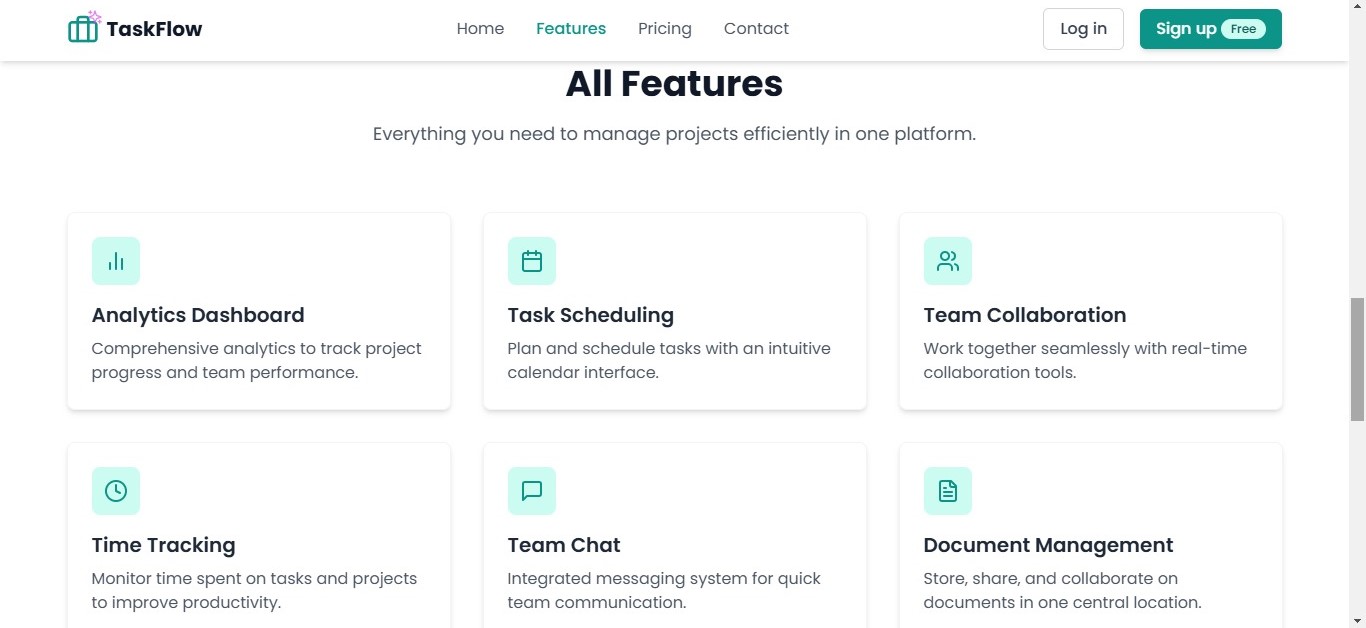 TaskFlow
Home
Features
Pricing
Contact
Log in
Sign up Free
All Features
Everything you need to manage projects efficiently in one platform.
Analytics Dashboard
Comprehensive analytics to track project
progress and team performance.
Task Scheduling
Plan and schedule tasks with an intuitive
calendar interface.
Team Collaboration
Work together seamlessly with real-time
collaboration tools.
Time Tracking
Monitor time spent on tasks and projects
to improve productivity.
Team Chat
Integrated messaging system for quick
team communication.
Document Management
Store, share, and collaborate on
documents in one central location.